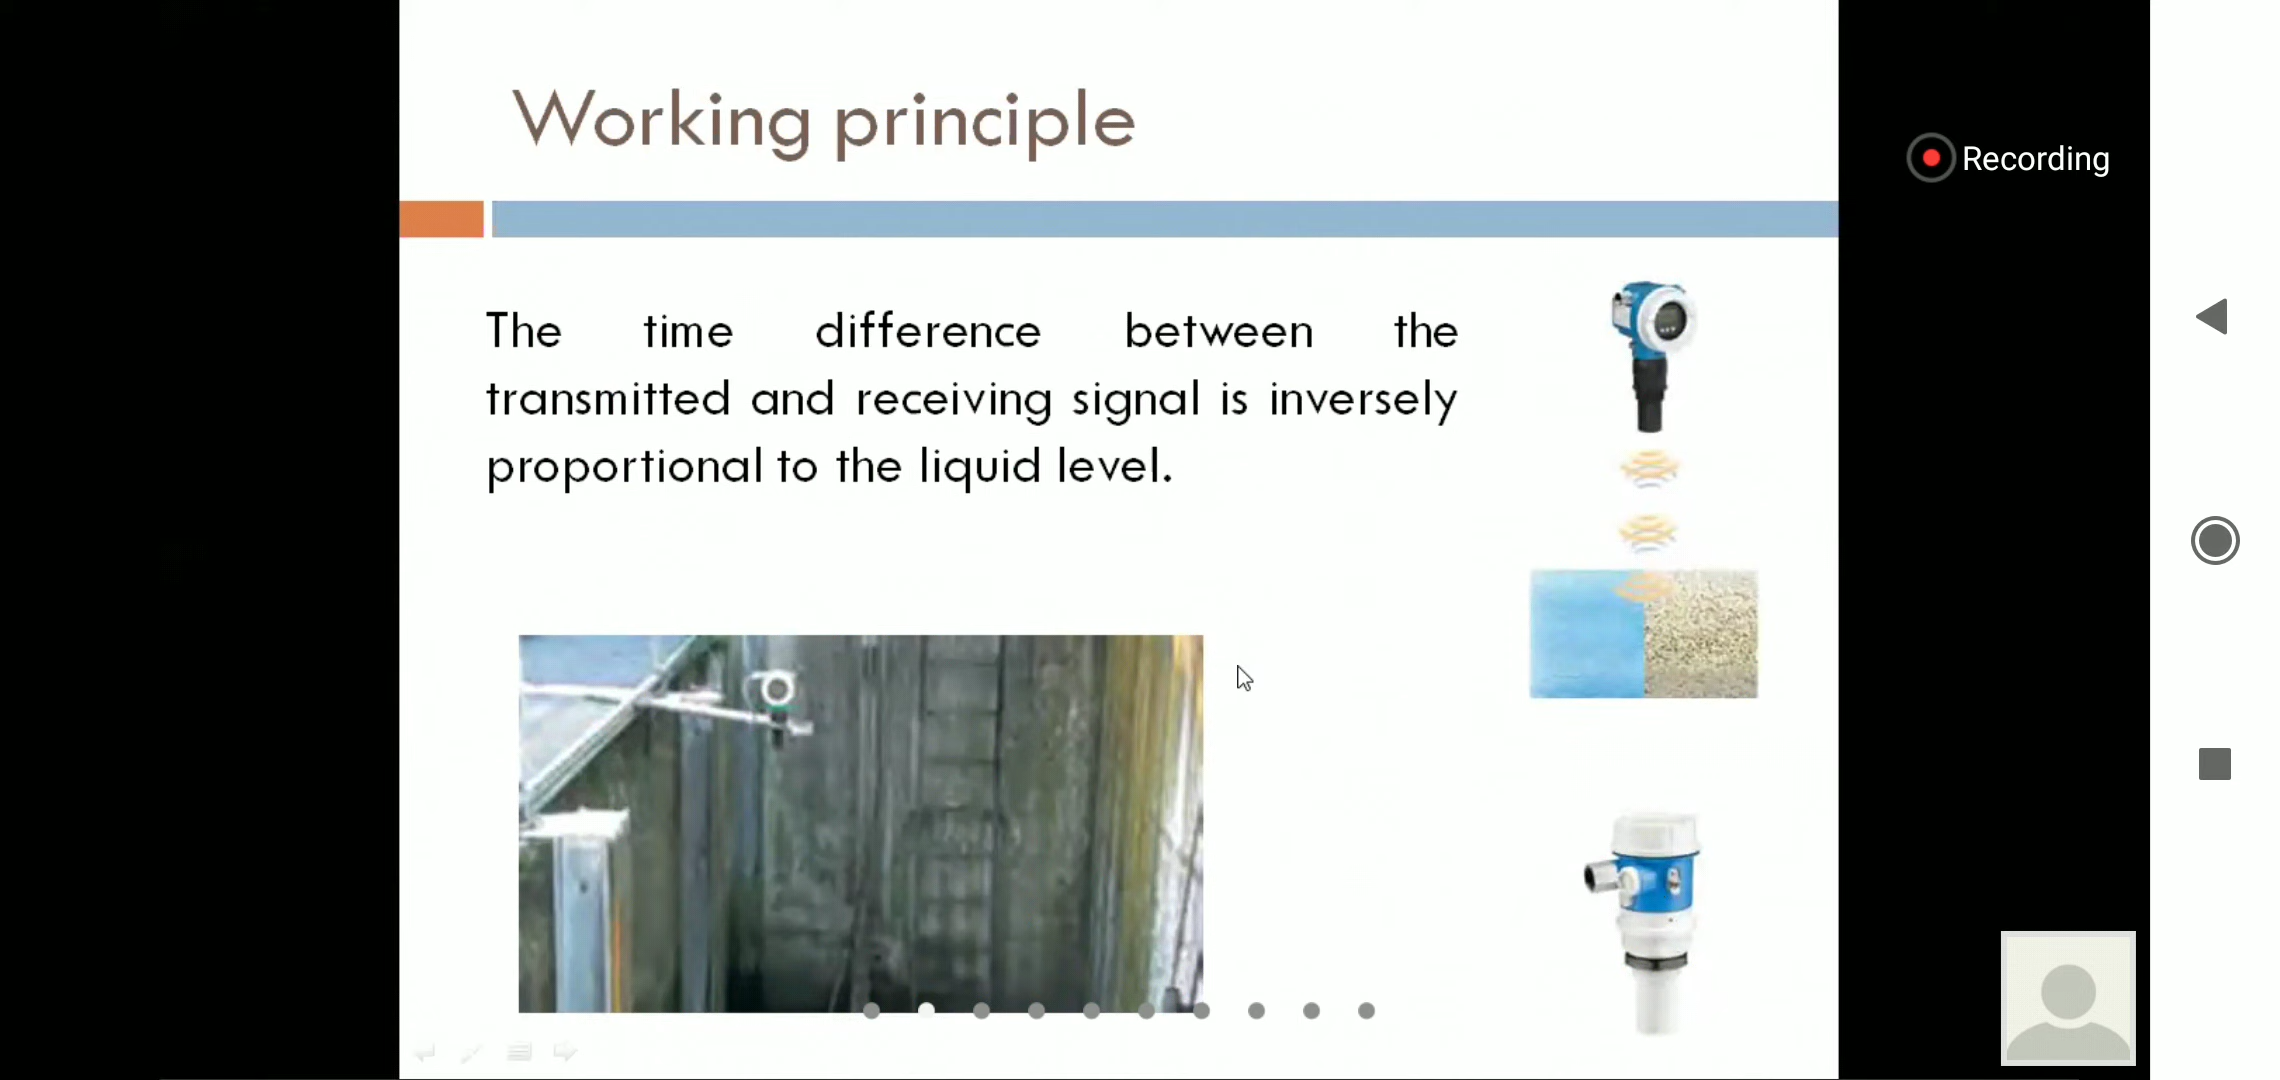 Working principle
Recording
The time difference between the
transmitted and receiving signal is inversely
proportional to the liquid level.